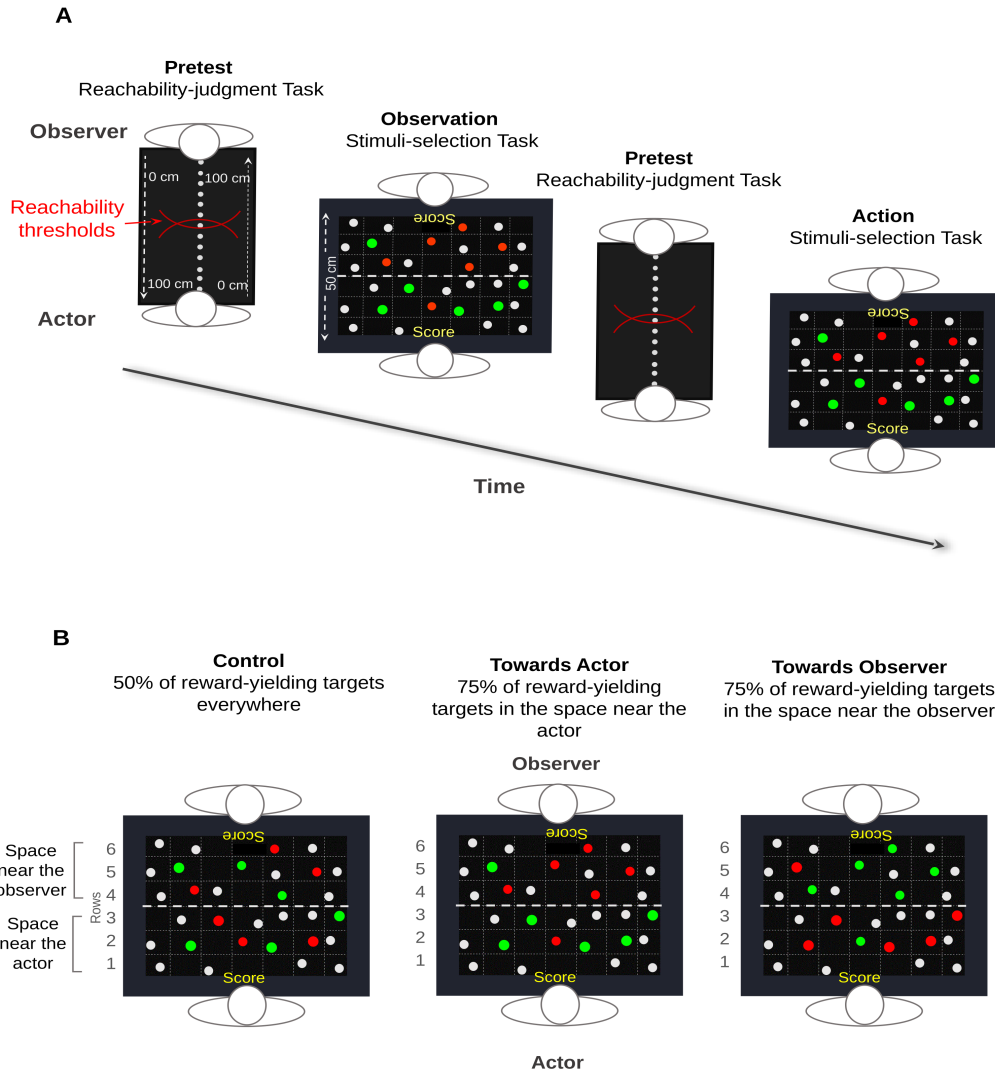 A
Pretest
Reachability-judgment Task
Observer
0 cm
100 cm
Reachability
thresholds
100 cm
0 cm
Actor
Observation
Stimuli-selection Task
Score
50 cm
Score
Pretest
Reachability-judgment Task
Action
Stimuli-selection Task
Score
Score
Time
B
Control
50% of reward-yielding targets
everywhere
Towards Actor
75% of reward-yielding
targets in the space near the
actor
Towards Observer
75% of reward-yielding targets
in the space near the observer
Observer
Space
near the
observer
Space
near the
actor
Rows
6
5
4
3
2
1
Score
Score
6
5
4
3
2
1
Score
Score
6
5
4
3
2
1
Score
Score
Actor